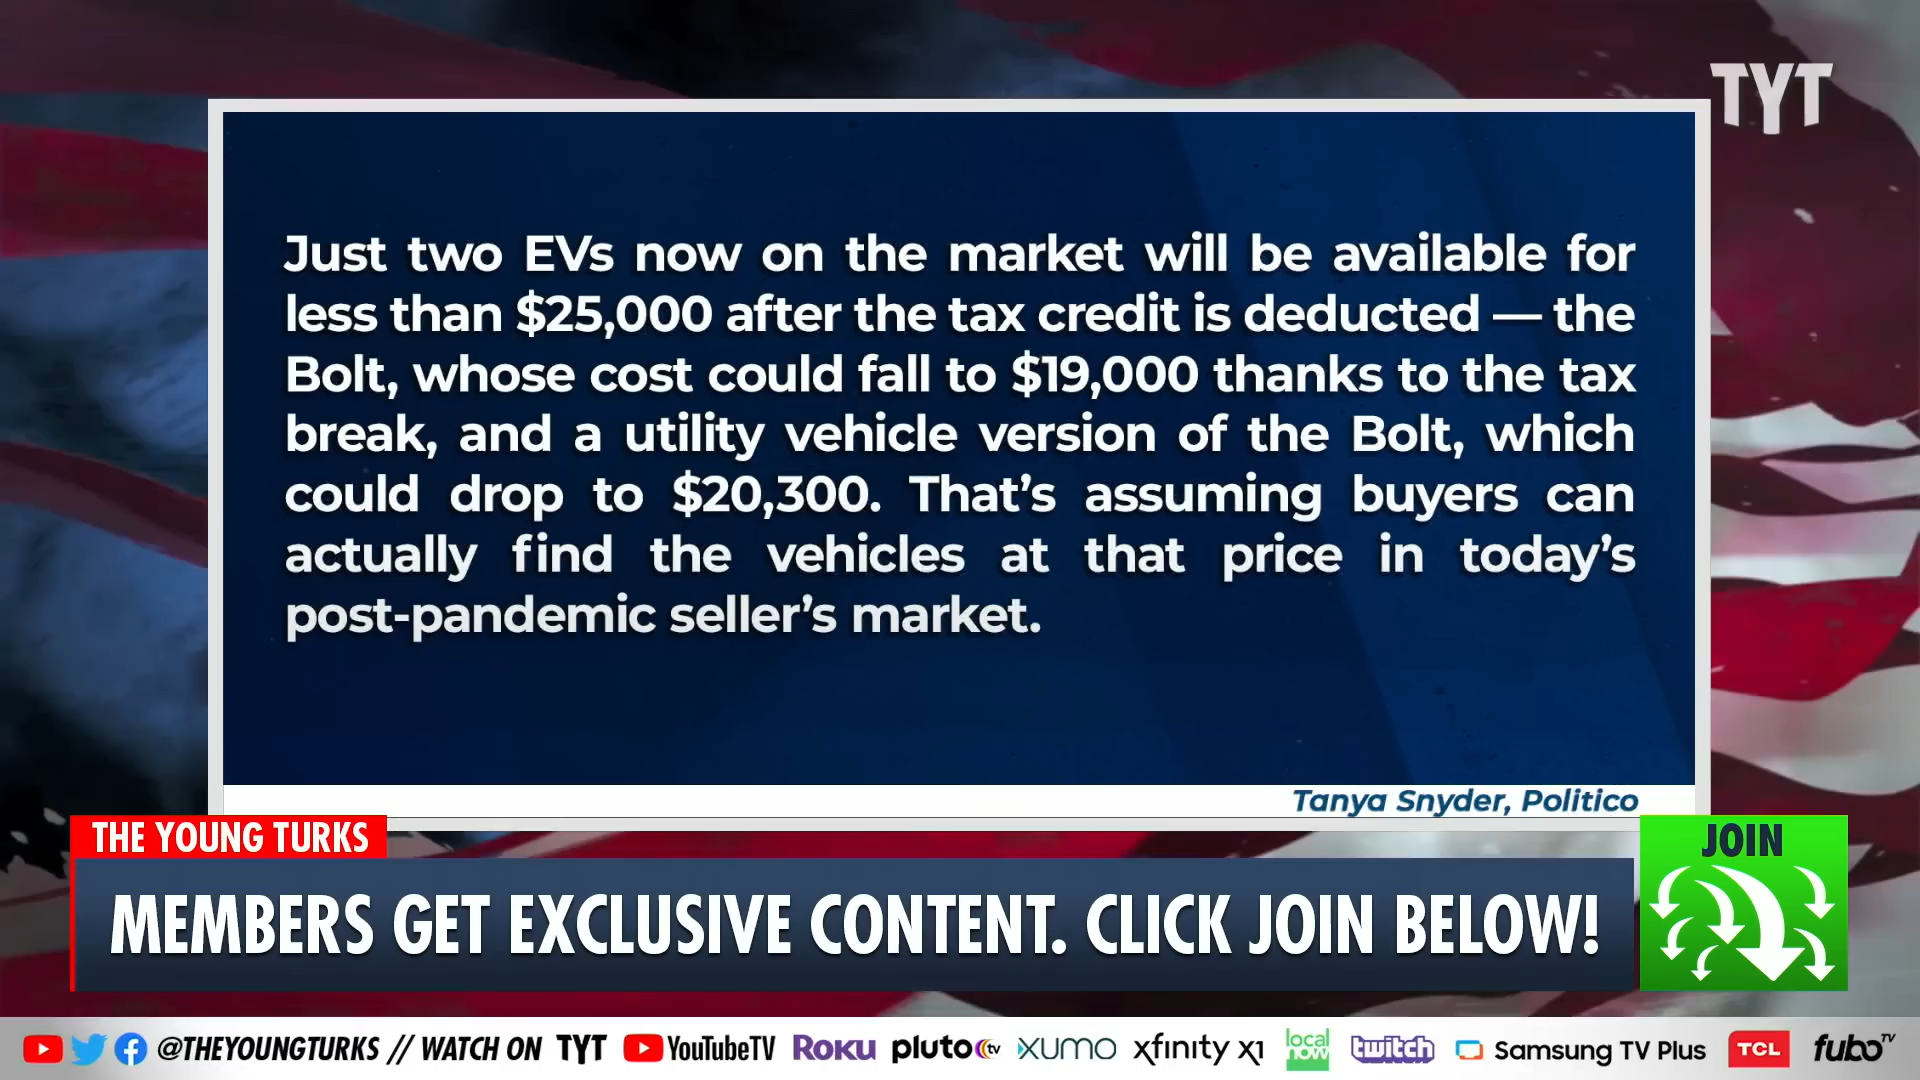 TYT
Just two EVs now on the market will be available for
less than $25,000 after the tax credit is deducted — the
Bolt, whose cost could fall to $19,000 thanks to the tax
break, and a utility vehicle version of the Bolt, which
could drop to $20,300. That's assuming buyers can
actually find the vehicles at that price in today's
post-pandemic seller's market.
Tanya Snyder, Politico
THE YOUNG TURKS
MEMBERS GET EXCLUSIVE CONTENT. CLICK JOIN BELOW!
JOIN
@THEYOUNGTURKS // WATCH ON TYT YouTubeTV ROKU pluto tv xumo xfinity x1 local now twitch Samsung TV Plus TCL fubo TV